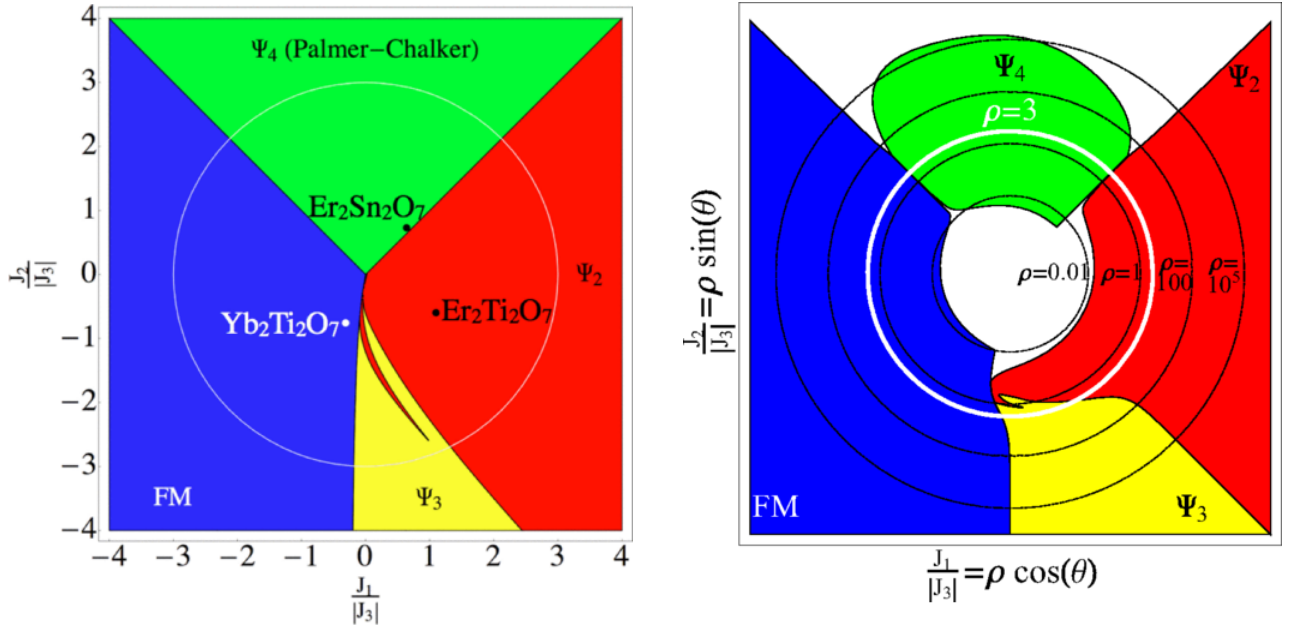 4
3
2
1
0
−1
−2
−3
−4
J₂
|J₃|
Ψ₄ (Palmer−Chalker)
Er₂Sn₂O₇
Ψ₂
Yb₂Ti₂O₇
Er₂Ti₂O₇
FM
Ψ₃
−4 −3 −2 −1 0 1 2 3 4
J₁
|J₃|
J₂
|J₃| =ρ sin(θ)
Ψ₄
Ψ₂
ρ=3
ρ=0.01
ρ=1
ρ=
100
ρ=
10⁵
FM
Ψ₃
J₁
|J₃| =ρ cos(θ)